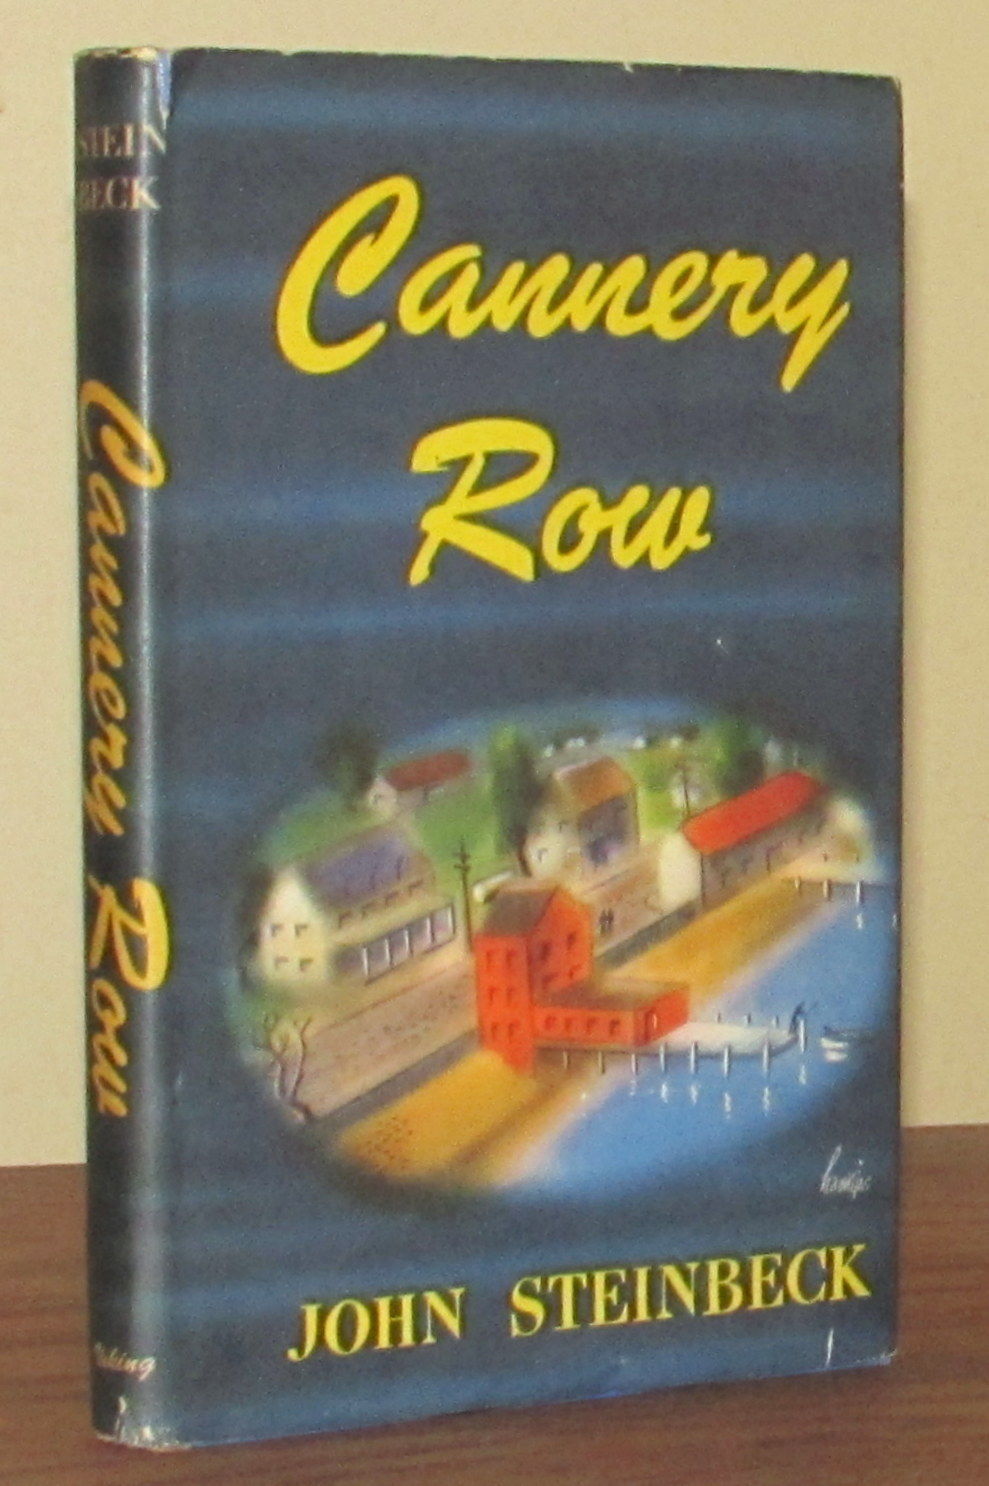 STEIN
BECK
Cannery Row
Viking
Cannery
Row
JOHN STEINBECK